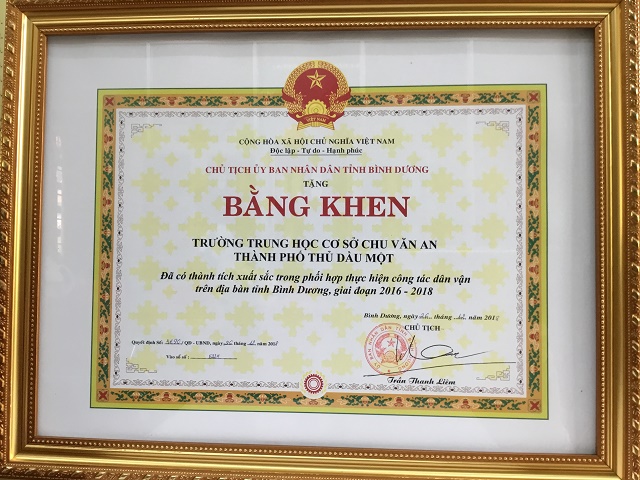 VIỆT NAM
CỘNG HÒA XÃ HỘI CHỦ NGHĨA VIỆT NAM
Độc lập - Tự do - Hạnh phúc
CHỦ TỊCH ỦY BAN NHÂN DÂN TỈNH BÌNH DƯƠNG
TẶNG
BẰNG KHEN
TRƯỜNG TRUNG HỌC CƠ SỞ CHU VĂN AN
THÀNH PHỐ THỦ DẦU MỘT
Đã có thành tích xuất sắc trong phối hợp thực hiện công tác dân vận
trên địa bàn tỉnh Bình Dương, giai đoạn 2016 - 2018
Bình Dương, ngày tháng năm 2018
CHỦ TỊCH
Quyết định Số: /QĐ - UBND, ngày tháng năm 2018
Vào sổ số :
Trần Thanh Liêm